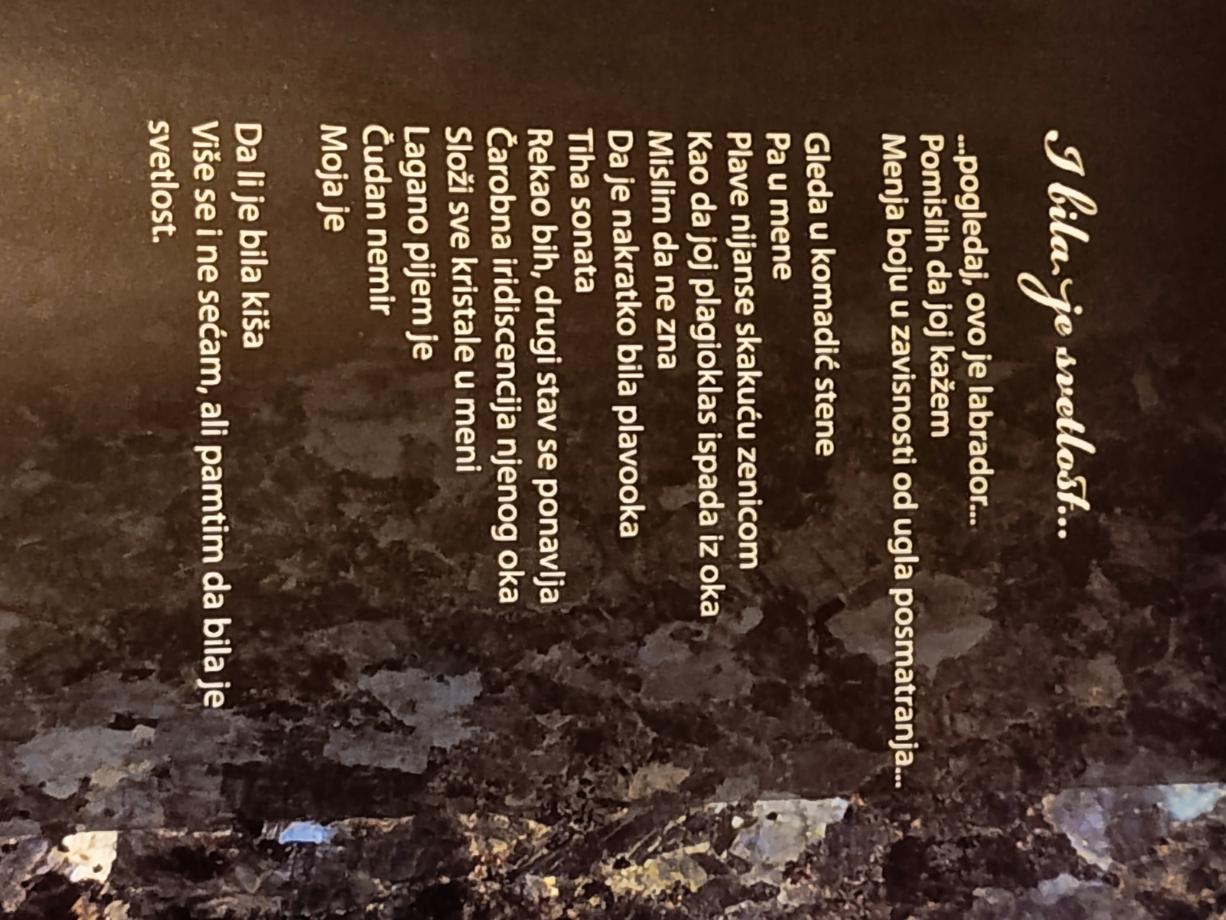 I bila je svetlost...
...pogledaj, ovo je labrador...
Pomislih da joj kažem
Menja boju u zavisnosti od ugla posmatranja...
Gleda u komadić stene
Pa u mene
Plave nijanse skakuću zenicom
Kao da joj plagioklas ispada iz oka
Mislim da ne zna
Da je nakratko bila plavooka
Tiha sonata
Rekao bih, drugi stav se ponavlja
Čarobna iridiscencija njenog oka
Složi sve kristale u meni
Lagano pijem je
Čudan nemir
Moja je
Da li je bila kiša
Više se i ne sećam, ali pamtim da bila je
svetlost.